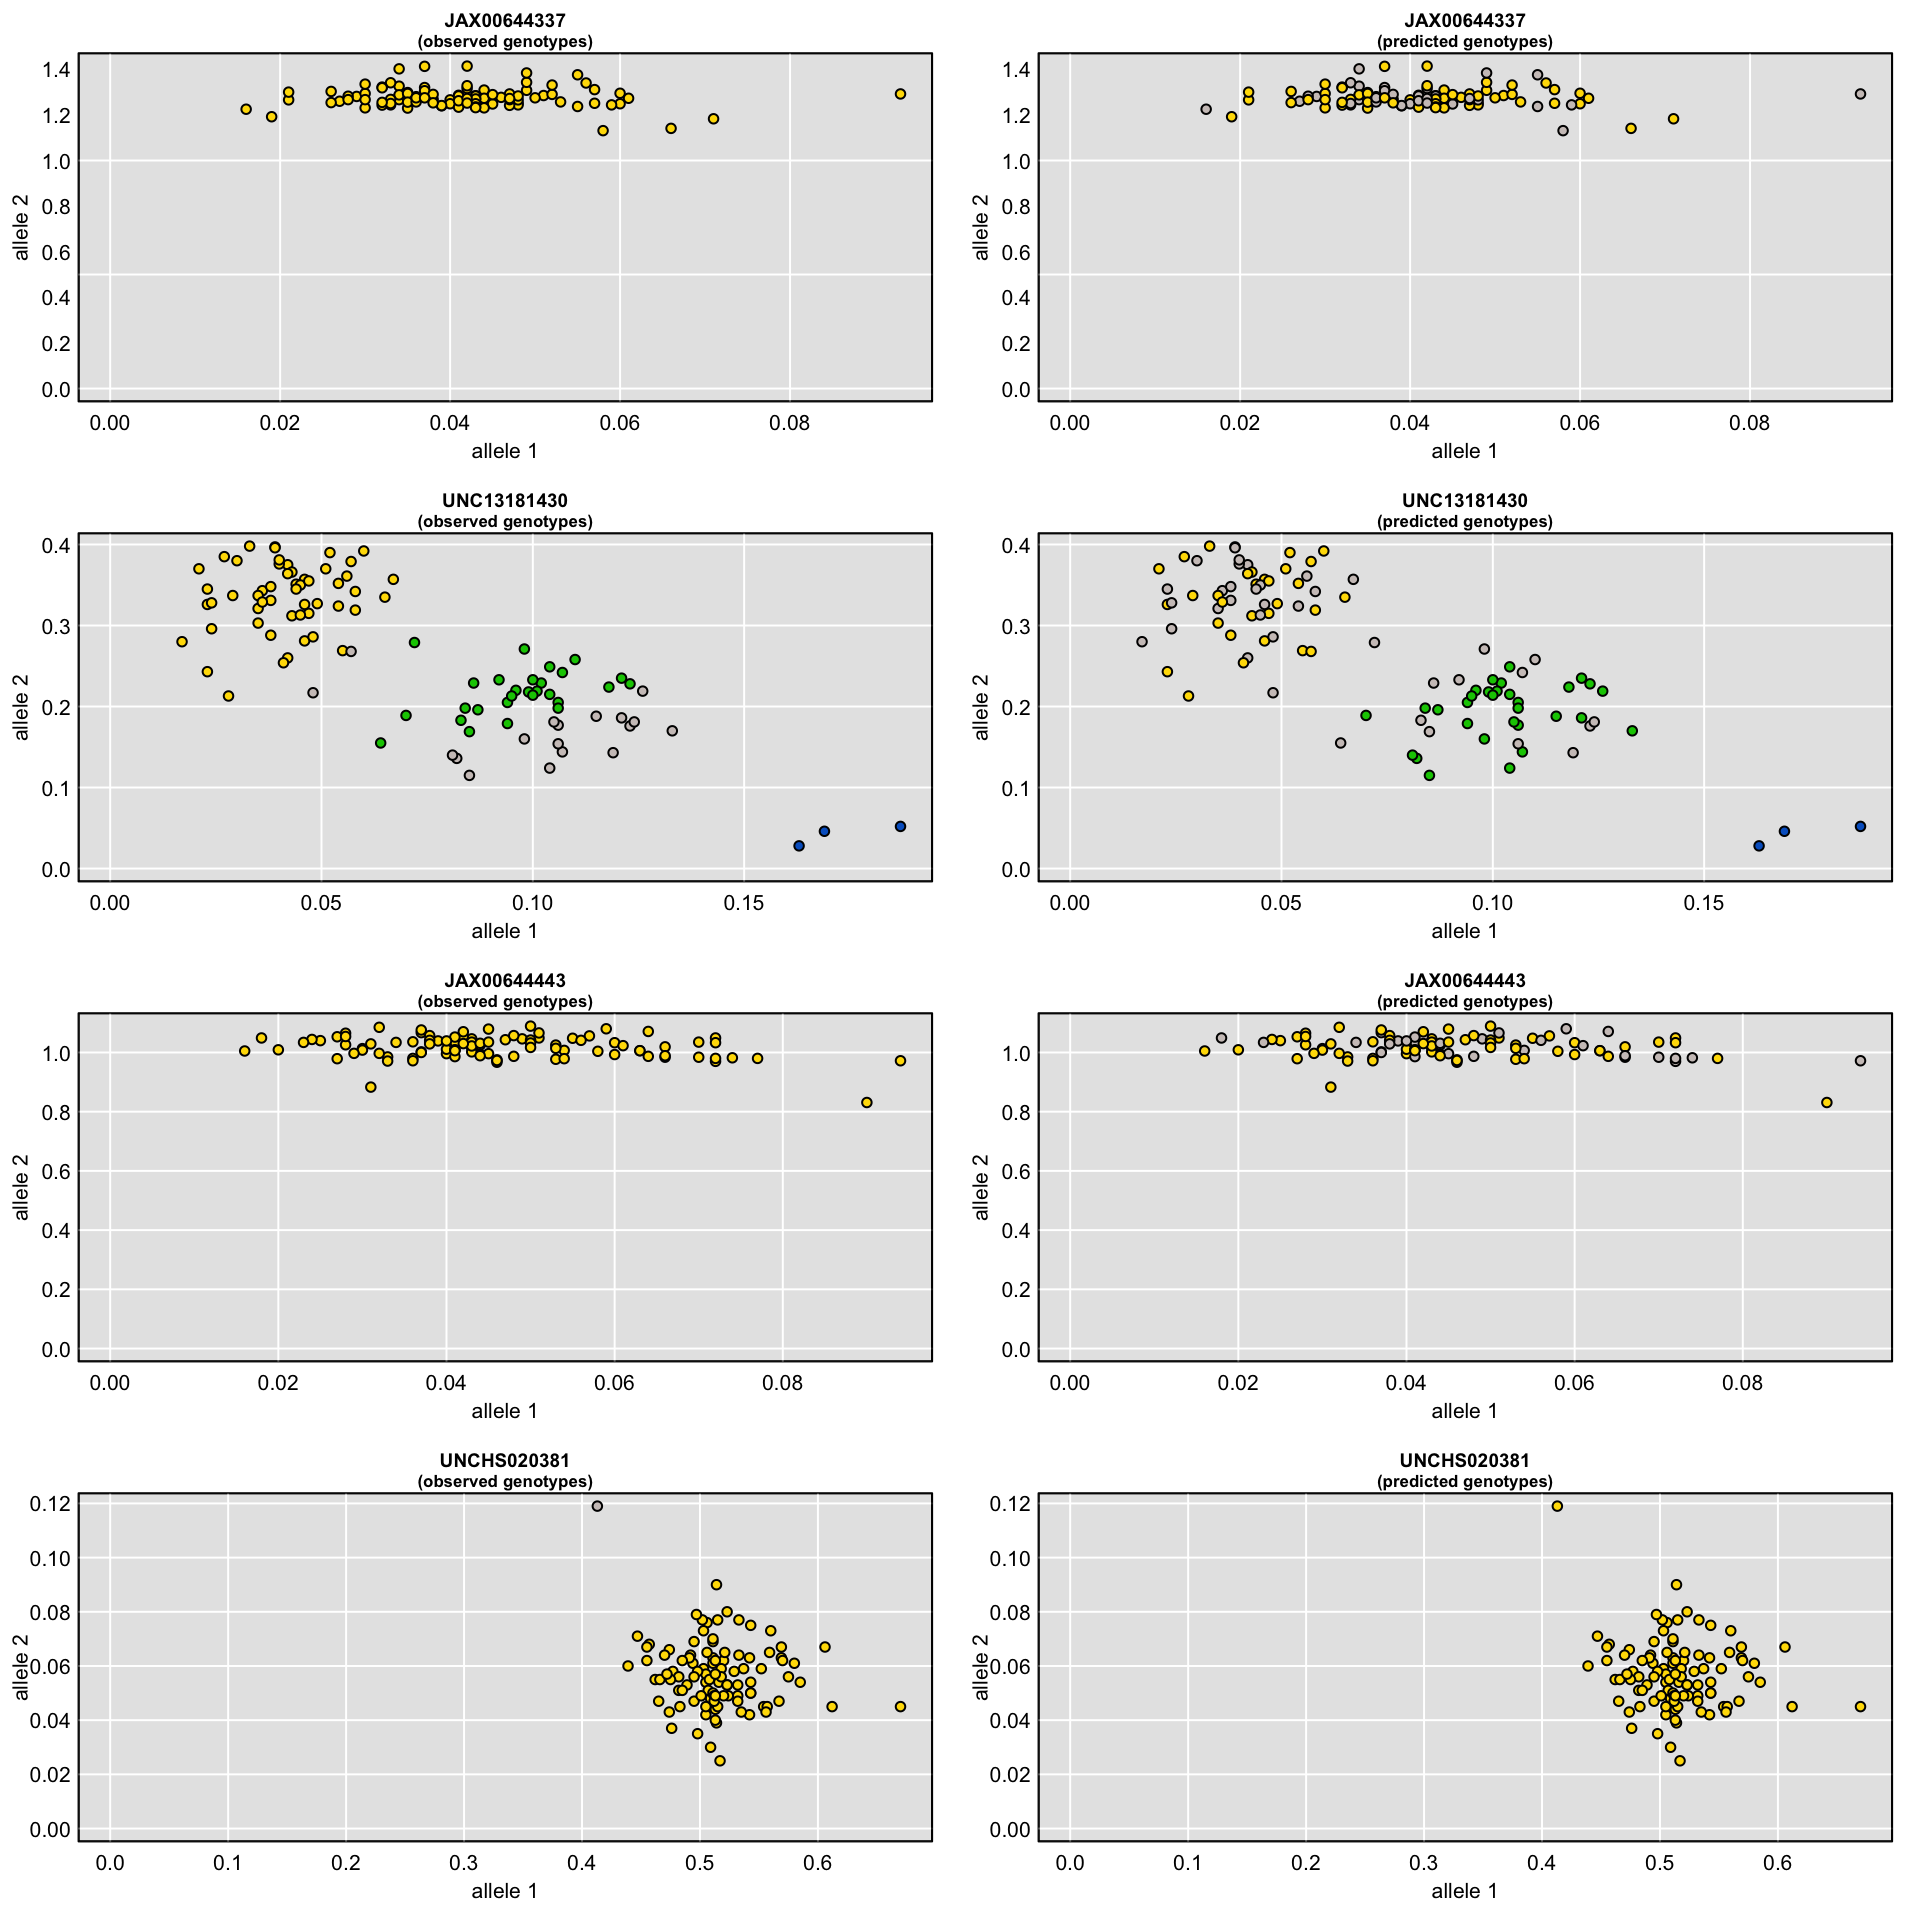 JAX00644337
(observed genotypes)
allele 2
1.4
1.2
1.0
0.8
0.6
0.4
0.2
0.0
0.00 0.02 0.04 0.06 0.08
allele 1
JAX00644337
(predicted genotypes)
allele 2
1.4
1.2
1.0
0.8
0.6
0.4
0.2
0.0
0.00 0.02 0.04 0.06 0.08
allele 1
UNC13181430
(observed genotypes)
allele 2
0.4
0.3
0.2
0.1
0.0
0.00 0.05 0.10 0.15
allele 1
UNC13181430
(predicted genotypes)
allele 2
0.4
0.3
0.2
0.1
0.0
0.00 0.05 0.10 0.15
allele 1
JAX00644443
(observed genotypes)
allele 2
1.0
0.8
0.6
0.4
0.2
0.0
0.00 0.02 0.04 0.06 0.08
allele 1
JAX00644443
(predicted genotypes)
allele 2
1.0
0.8
0.6
0.4
0.2
0.0
0.00 0.02 0.04 0.06 0.08
allele 1
UNCHS020381
(observed genotypes)
allele 2
0.12
0.10
0.08
0.06
0.04
0.02
0.00
0.0 0.1 0.2 0.3 0.4 0.5 0.6
allele 1
UNCHS020381
(predicted genotypes)
allele 2
0.12
0.10
0.08
0.06
0.04
0.02
0.00
0.0 0.1 0.2 0.3 0.4 0.5 0.6
allele 1